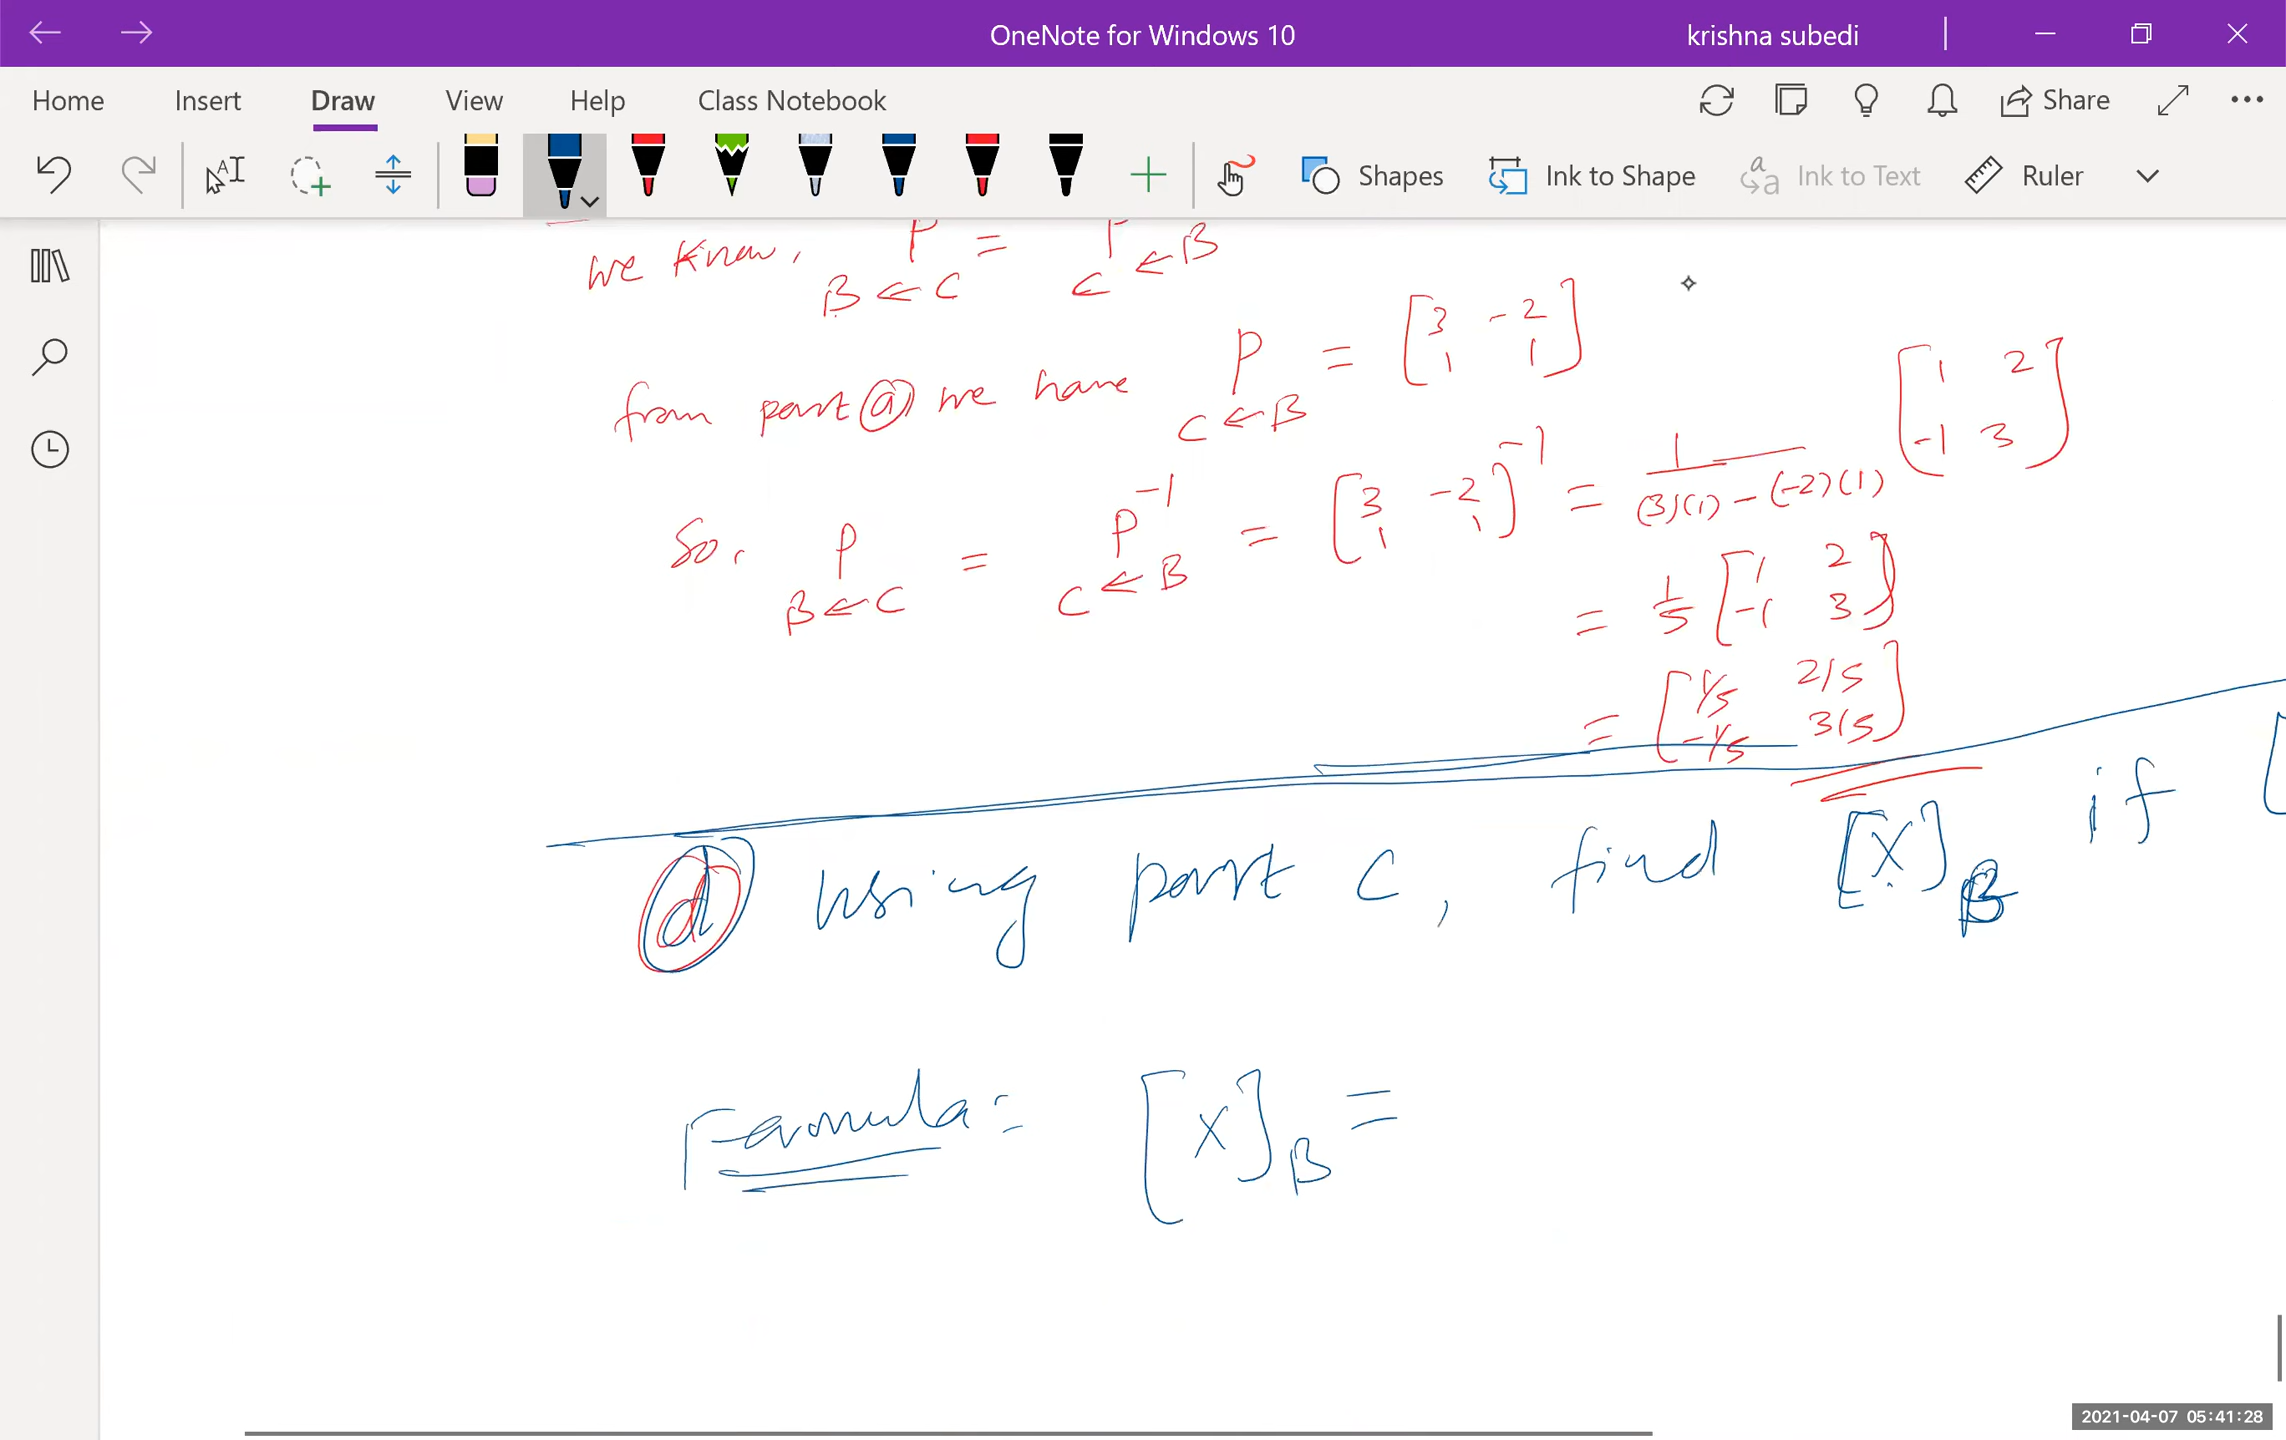 OneNote for Windows 10
krishna subedi
Home Insert Draw View Help Class Notebook Share
Shapes Ink to Shape Ink to Text Ruler
We know, P = P
B ← C C ← B
from part (a) we have P = [3 -2
1 1]
C ← B
[1 2
-1 3]
So, P = P⁻¹ = [3 -2
1 1]⁻¹ = 1
(3)(1) - (-2)(1)
B ← C C ← B
= 1/5 [1 2
-1 3]
= [1/5 2/5
-1/5 3/5]
(d) using part C, find [X]B if [
Formula: [X]B =
2021-04-07 05:41:28